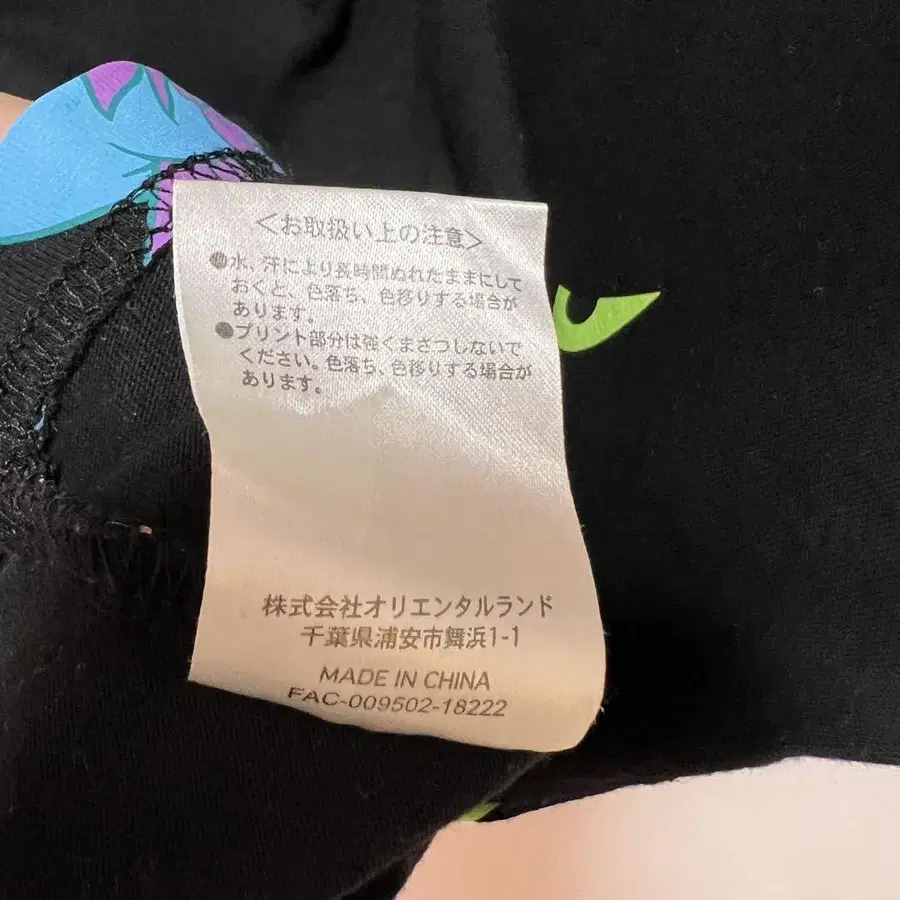 ＜お取扱い上の注意＞
●水、汗により長時間ぬれたままにして
おくと、色落ち、色移りする場合が
あります。
●プリント部分は強くまさつしないで
ください。色落ち、色移りする場合が
あります。
株式会社オリエンタルランド
千葉県浦安市舞浜1-1
MADE IN CHINA
FAC-009502-18222